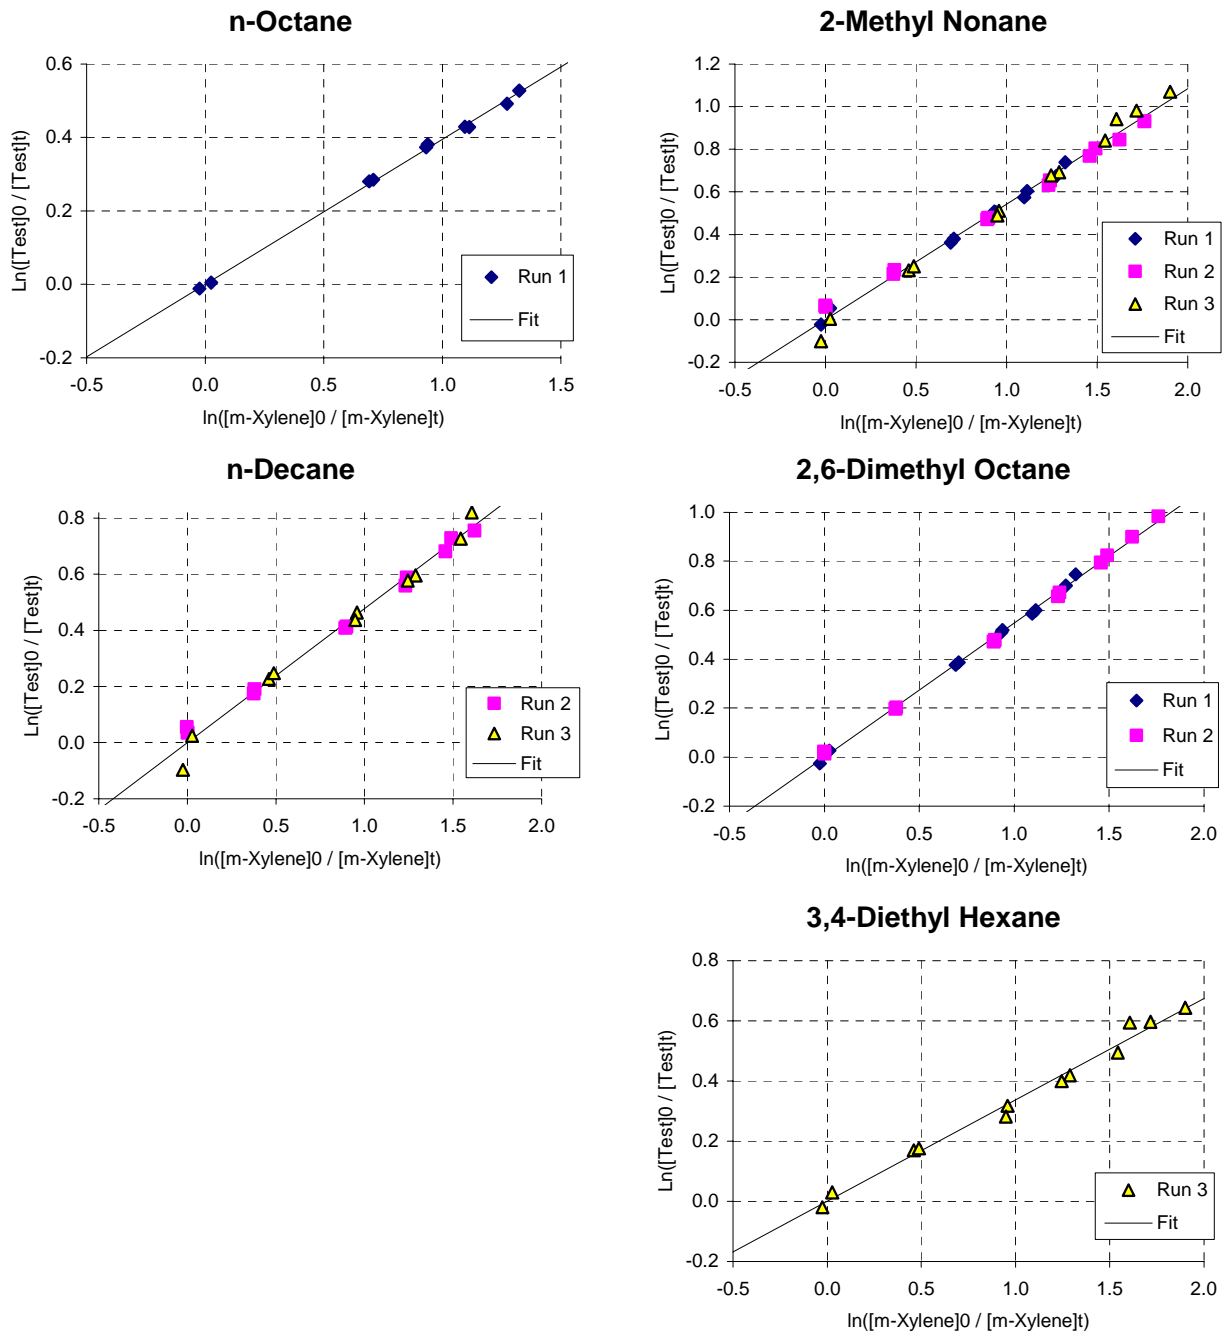 n-Octane
Ln([Test]0 / [Test]t)
0.6
0.4
0.2
0.0
-0.2
-0.5 0.0 0.5 1.0 1.5
ln([m-Xylene]0 / [m-Xylene]t)
Run 1
Fit
2-Methyl Nonane
Ln([Test]0 / [Test]t)
1.2
1.0
0.8
0.6
0.4
0.2
0.0
-0.2
-0.5 0.0 0.5 1.0 1.5 2.0
ln([m-Xylene]0 / [m-Xylene]t)
Run 1
Run 2
Run 3
Fit
n-Decane
Ln([Test]0 / [Test]t)
0.8
0.6
0.4
0.2
0.0
-0.2
-0.5 0.0 0.5 1.0 1.5 2.0
ln([m-Xylene]0 / [m-Xylene]t)
Run 2
Run 3
Fit
2,6-Dimethyl Octane
Ln([Test]0 / [Test]t)
1.0
0.8
0.6
0.4
0.2
0.0
-0.2
-0.5 0.0 0.5 1.0 1.5 2.0
ln([m-Xylene]0 / [m-Xylene]t)
Run 1
Run 2
Fit
3,4-Diethyl Hexane
Ln([Test]0 / [Test]t)
0.8
0.6
0.4
0.2
0.0
-0.2
-0.5 0.0 0.5 1.0 1.5 2.0
ln([m-Xylene]0 / [m-Xylene]t)
Run 3
Fit